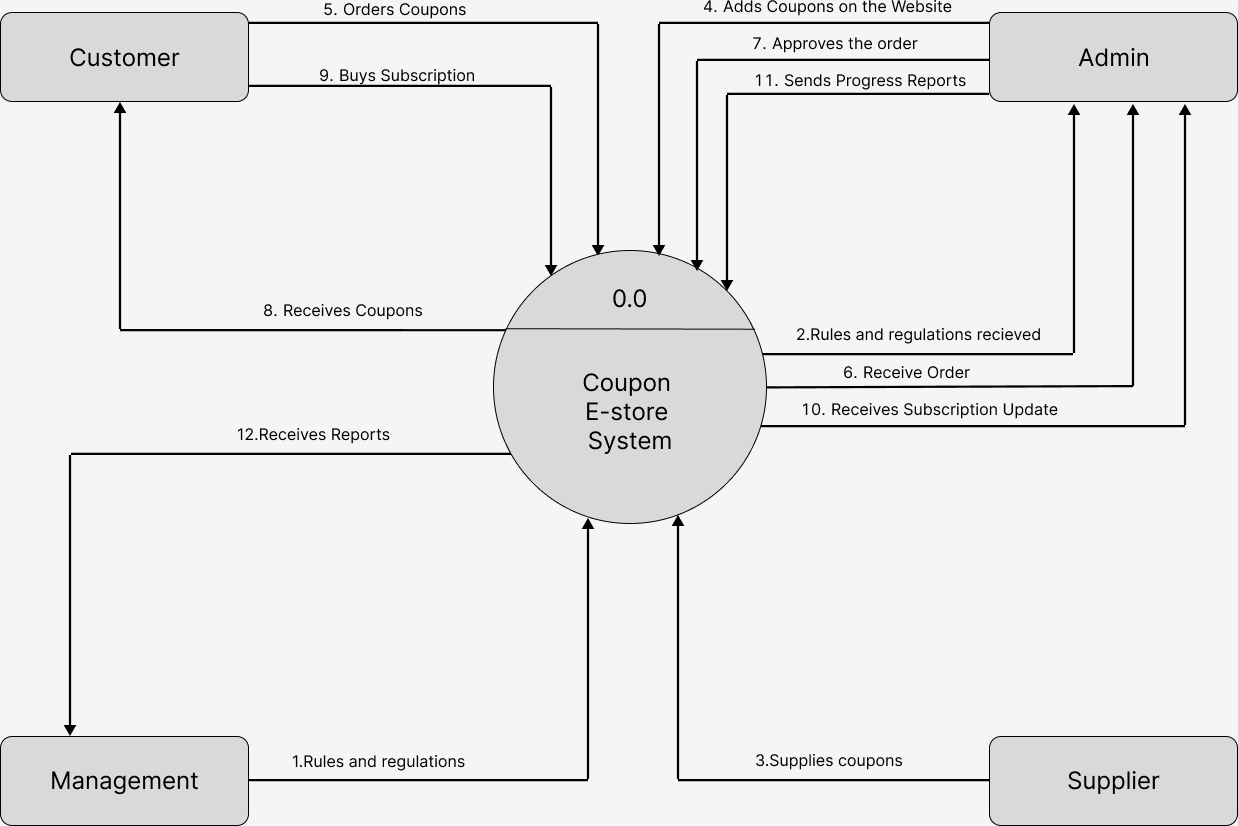 5. Orders Coupons
4. Adds Coupons on the Website
Customer
7. Approves the order
Admin
9. Buys Subscription
11. Sends Progress Reports
0.0
8. Receives Coupons
2.Rules and regulations recieved
6. Receive Order
Coupon
E-store
System
10. Receives Subscription Update
12.Receives Reports
1.Rules and regulations
3.Supplies coupons
Management
Supplier